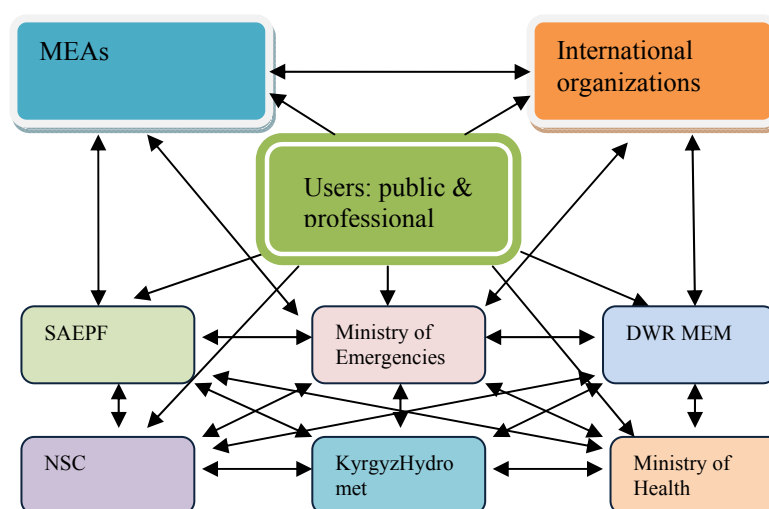 MEAs
International
organizations
Users: public &
professional
SAEPF
Ministry of
Emergencies
DWR MEM
NSC
KyrgyzHydro
met
Ministry of
Health